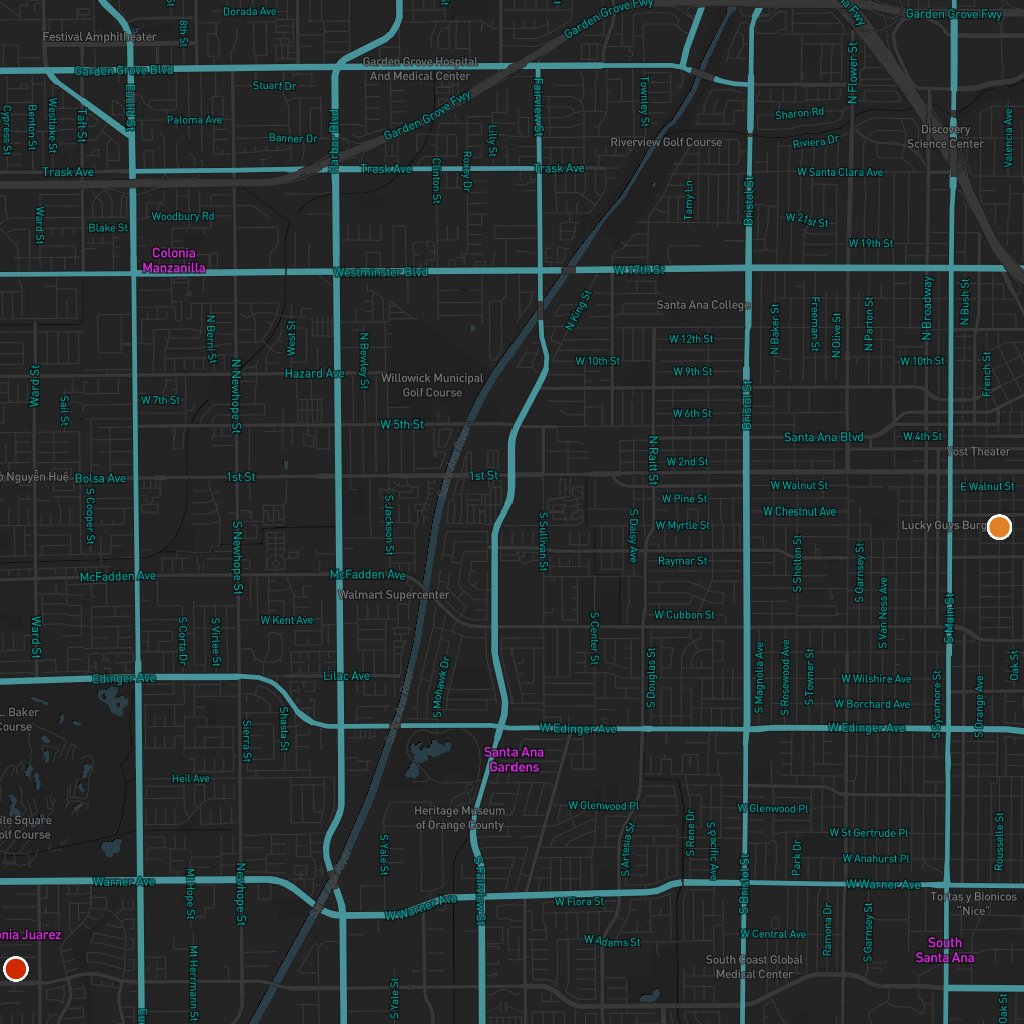 Dorada Ave
Garden Grove Fwy
Garden Grove Fwy
8th St
Festival Amphitheater
Garden Grove Hospital
And Medical Center
Garden Grove Blvd
Stuart Dr
Euclid St
Harbor Blvd
Garden Grove Fwy
Fairview St
Townley St
N Flower St
Cypress St
Benton St
Westlake St
Taft St
Paloma Ave
Banner Dr
Lilly St
Riverview Golf Course
Sharon Rd
Riviera Dr
Discovery
Science Center
Valencia Ave
Trask Ave
Trask Ave
Trask Ave
Clinton St
Roxey Dr
W Santa Clara Ave
Tamy Ln
Bristol St
Ward St
Woodbury Rd
Blake St
W 21st St
W 19th St
Colonia
Manzanilla
Westminster Blvd
W 17th St
N King St
Santa Ana College
N Baker St
Freeman St
N Olive St
N Parton St
N Broadway
N Bush St
N Berni St
West St
N Bewley St
W 12th St
W 10th St
W 10th St
W 9th St
French St
Ward St
Hazard Ave
Willowick Municipal
Golf Course
N Newhope St
W 7th St
Sail St
W 5th St
W 6th St
Bristol St
Santa Ana Blvd
W 4th St
Yost Theater
N Raitt St
W 2nd St
Nguyễn Huệ
Bolsa Ave
1st St
1st St
W Walnut St
E Walnut St
S Cooper St
W Pine St
W Chestnut Ave
S Jackson St
S Sullivan St
S Daisy Ave
W Myrtle St
Lucky Guys Burg
S Newhope St
Raymar St
S Shelton St
S Garnsey St
McFadden Ave
McFadden Ave
Walmart Supercenter
S Van Ness Ave
S Main St
Ward St
S Corta Dr
S Virlee St
W Kent Ave
S Center St
W Cubbon St
Oak St
Edinger Ave
Lilac Ave
S Mohawk Dr
S Douglas St
S Magnolia Ave
S Rosewood Ave
S Towner St
W Wilshire Ave
W Borchard Ave
S Sycamore St
S Orange Ave
L. Baker
Course
Sierra St
Shasta St
W Edinger Ave
W Edinger Ave
Santa Ana
Gardens
Heil Ave
Heritage Museum
of Orange County
W Glenwood Pl
W Glenwood Pl
ile Square
olf Course
S Yale St
S Artesia St
S Rene Dr
S Pacific Ave
Park Dr
W St Gertrude Pl
W Anahurst Pl
Rousselle St
Warner Ave
Mt Hope St
Newhope St
S Fairview St
W Warner Ave
W Flora St
S Bristol St
W Warner Ave
Tortas y Bionicos
"Nice"
onia Juarez
W Adams St
W Central Ave
Ramona Dr
S Garnsey St
South
Santa Ana
Mt Herrmann St
S Yale St
South Coast Global
Medical Center
Oak St